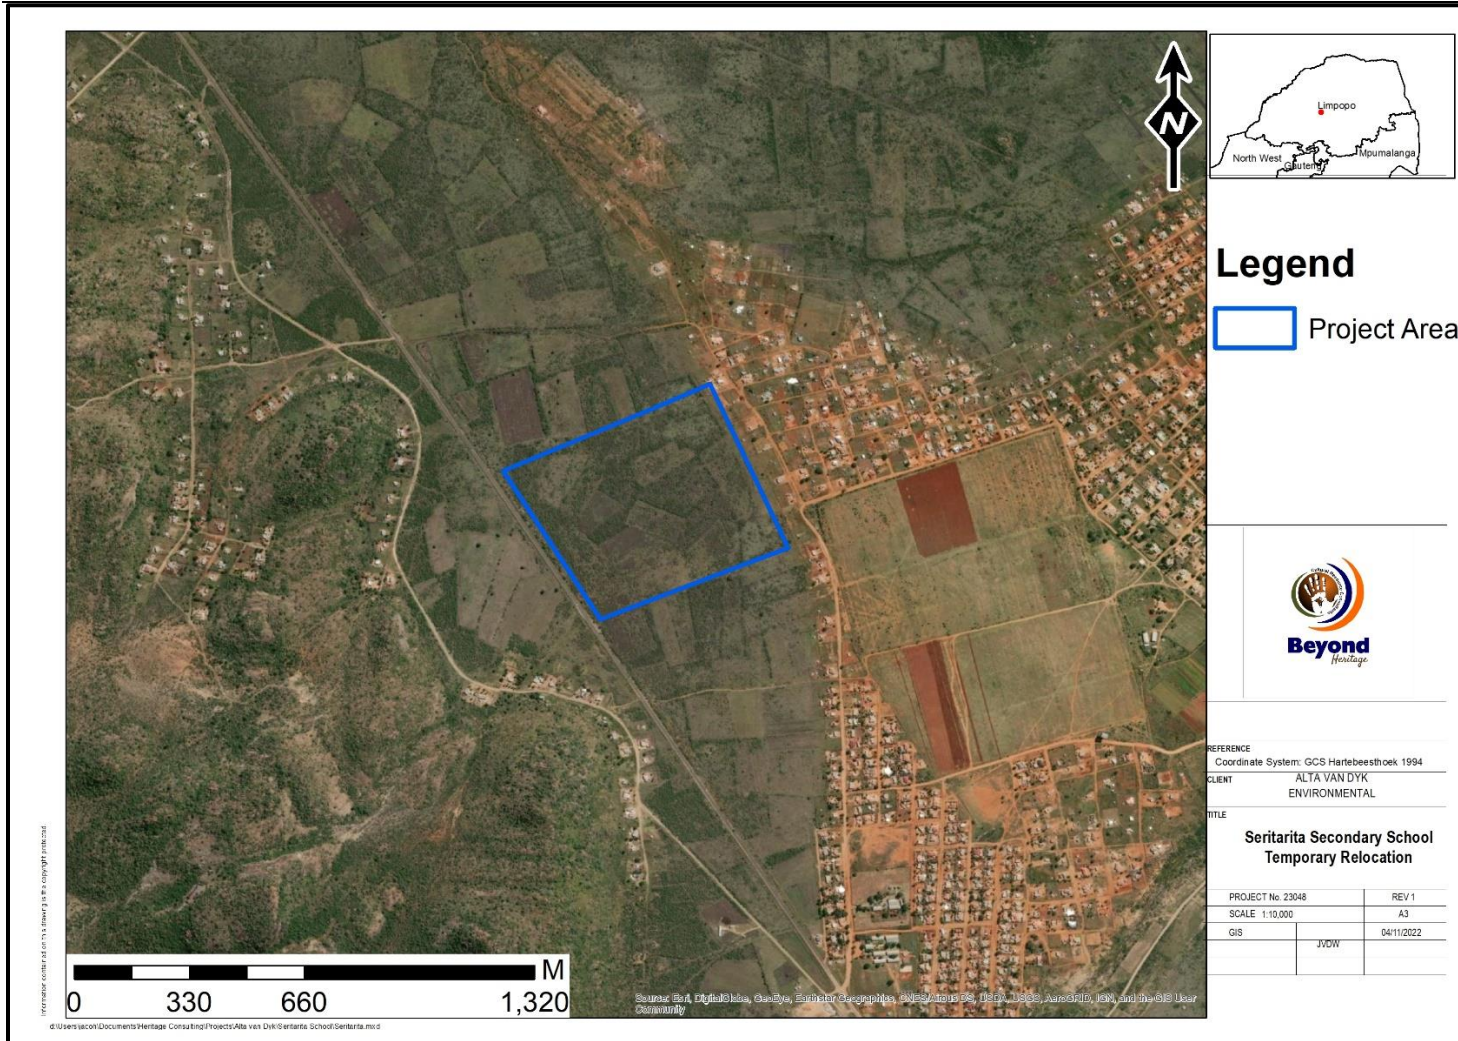 N
Limpopo
North West
Gauteng
Mpumalanga
Legend
Project Area
Beyond
Heritage
REFERENCE
Coordinate System: GCS Hartebeesthoek 1994
CLIENT
ALTA VAN DYK
ENVIRONMENTAL
TITLE
Seritarita Secondary School
Temporary Relocation
PROJECT No. 23048
REV 1
SCALE 1:10,000
A3
GIS
04/11/2022
JVDW
M
0 330 660 1,320
Source: Esri, DigitalGlobe, GeoEye, Earthstar Geographics, CNES/Airbus DS, USDA, USGS, AeroGRID, IGN, and the GIS User
Community
Information contained on this drawing is the copyright protected.
d:\Users\jacon\Documents\Heritage Consulting\Projects\Alta van Dyk\Seritarita School\Seritarita.mxd